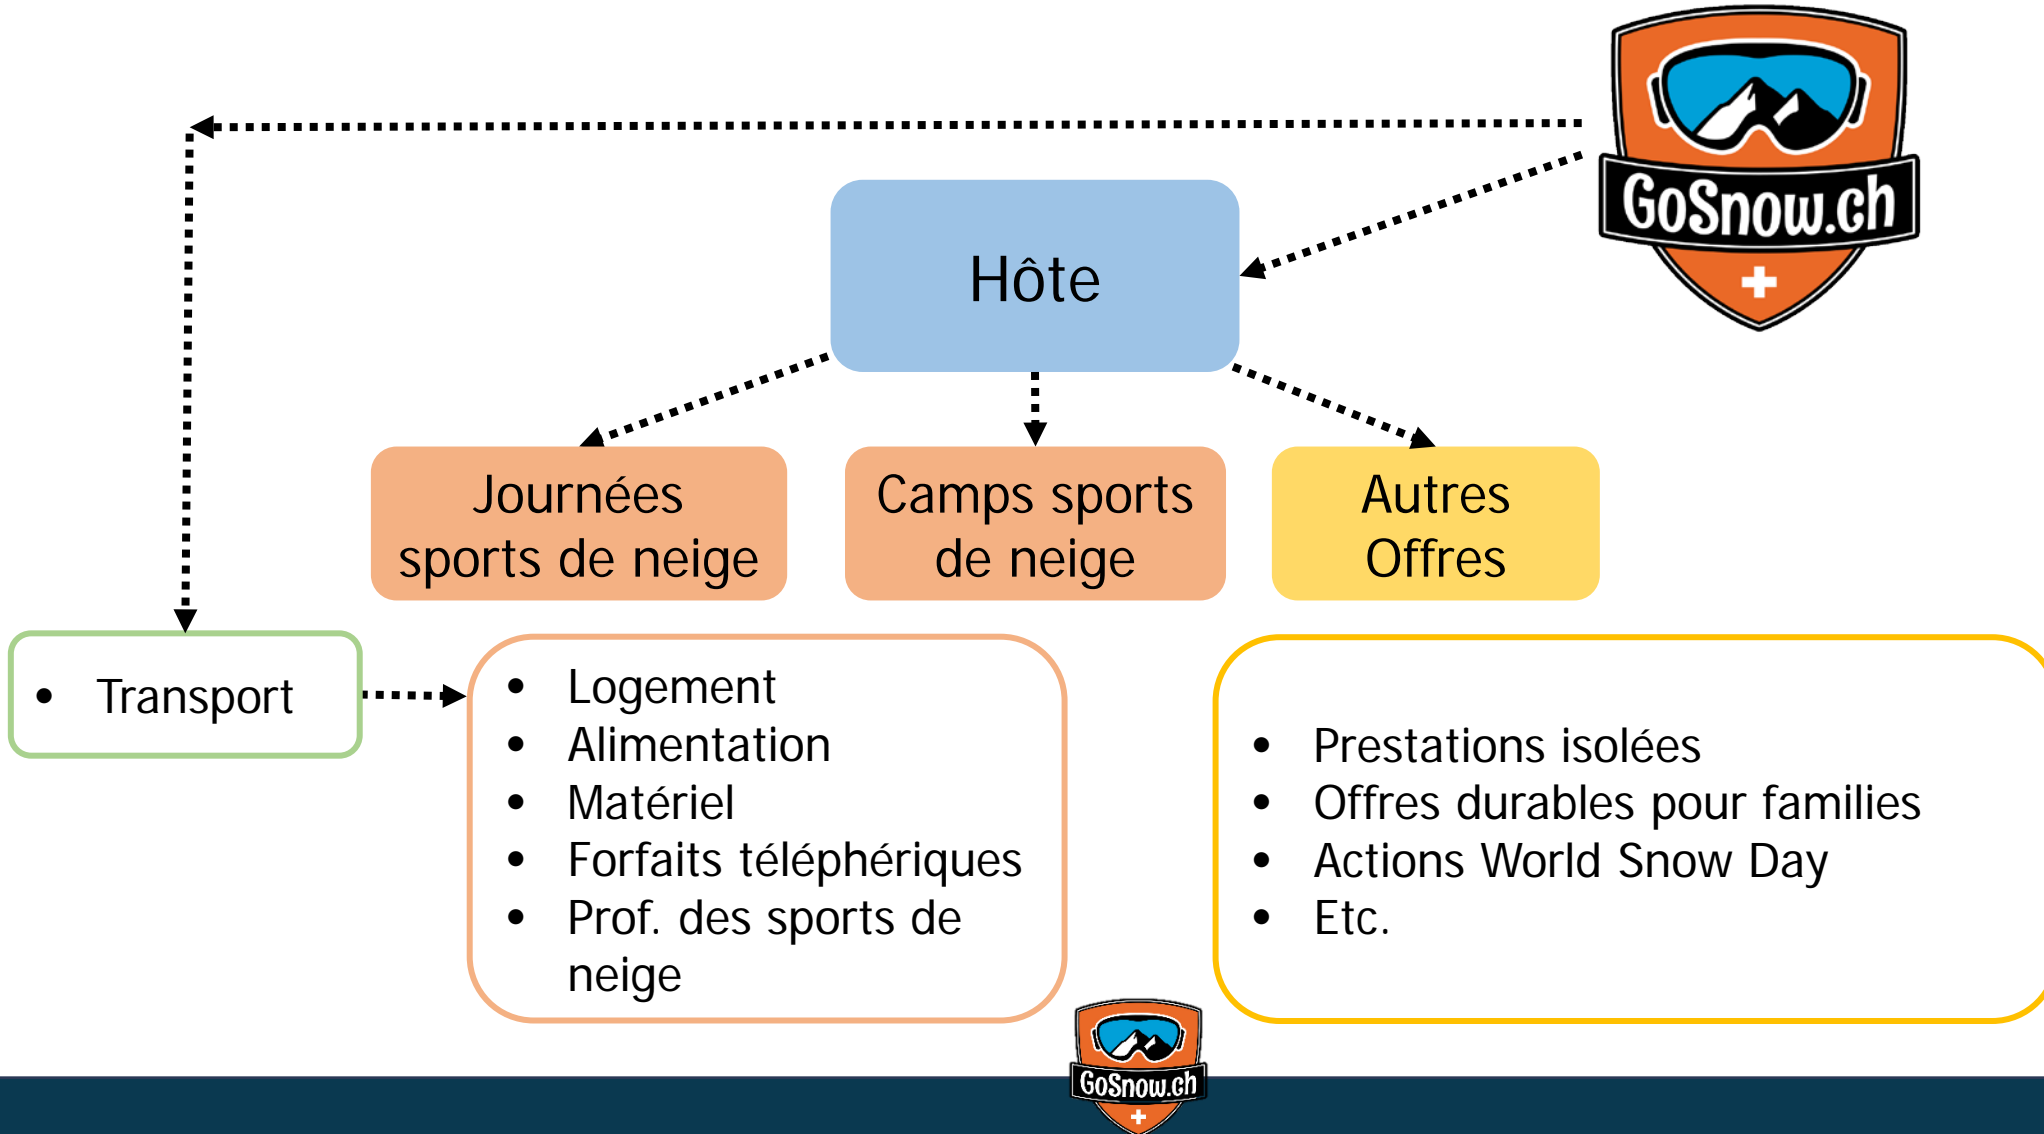 GoSnow.ch
Hôte
Journées
sports de neige
Camps sports
de neige
Autres
Offres
• Transport
• Logement
• Alimentation
• Matériel
• Forfaits téléphériques
• Prof. des sports de
neige
• Prestations isolées
• Offres durables pour families
• Actions World Snow Day
• Etc.
GoSnow.ch